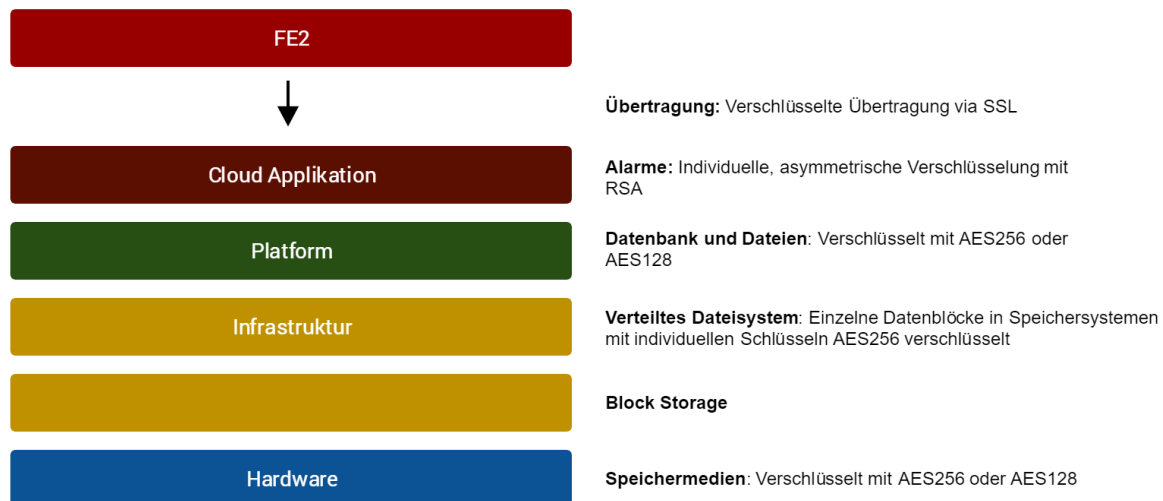 FE2
Übertragung: Verschlüsselte Übertragung via SSL
Cloud Applikation
Alarme: Individuelle, asymmetrische Verschlüsselung mit
RSA
Platform
Datenbank und Dateien: Verschlüsselt mit AES256 oder
AES128
Infrastruktur
Verteiltes Dateisystem: Einzelne Datenblöcke in Speichersystemen
mit individuellen Schlüsseln AES256 verschlüsselt
Block Storage
Hardware
Speichermedien: Verschlüsselt mit AES256 oder AES128